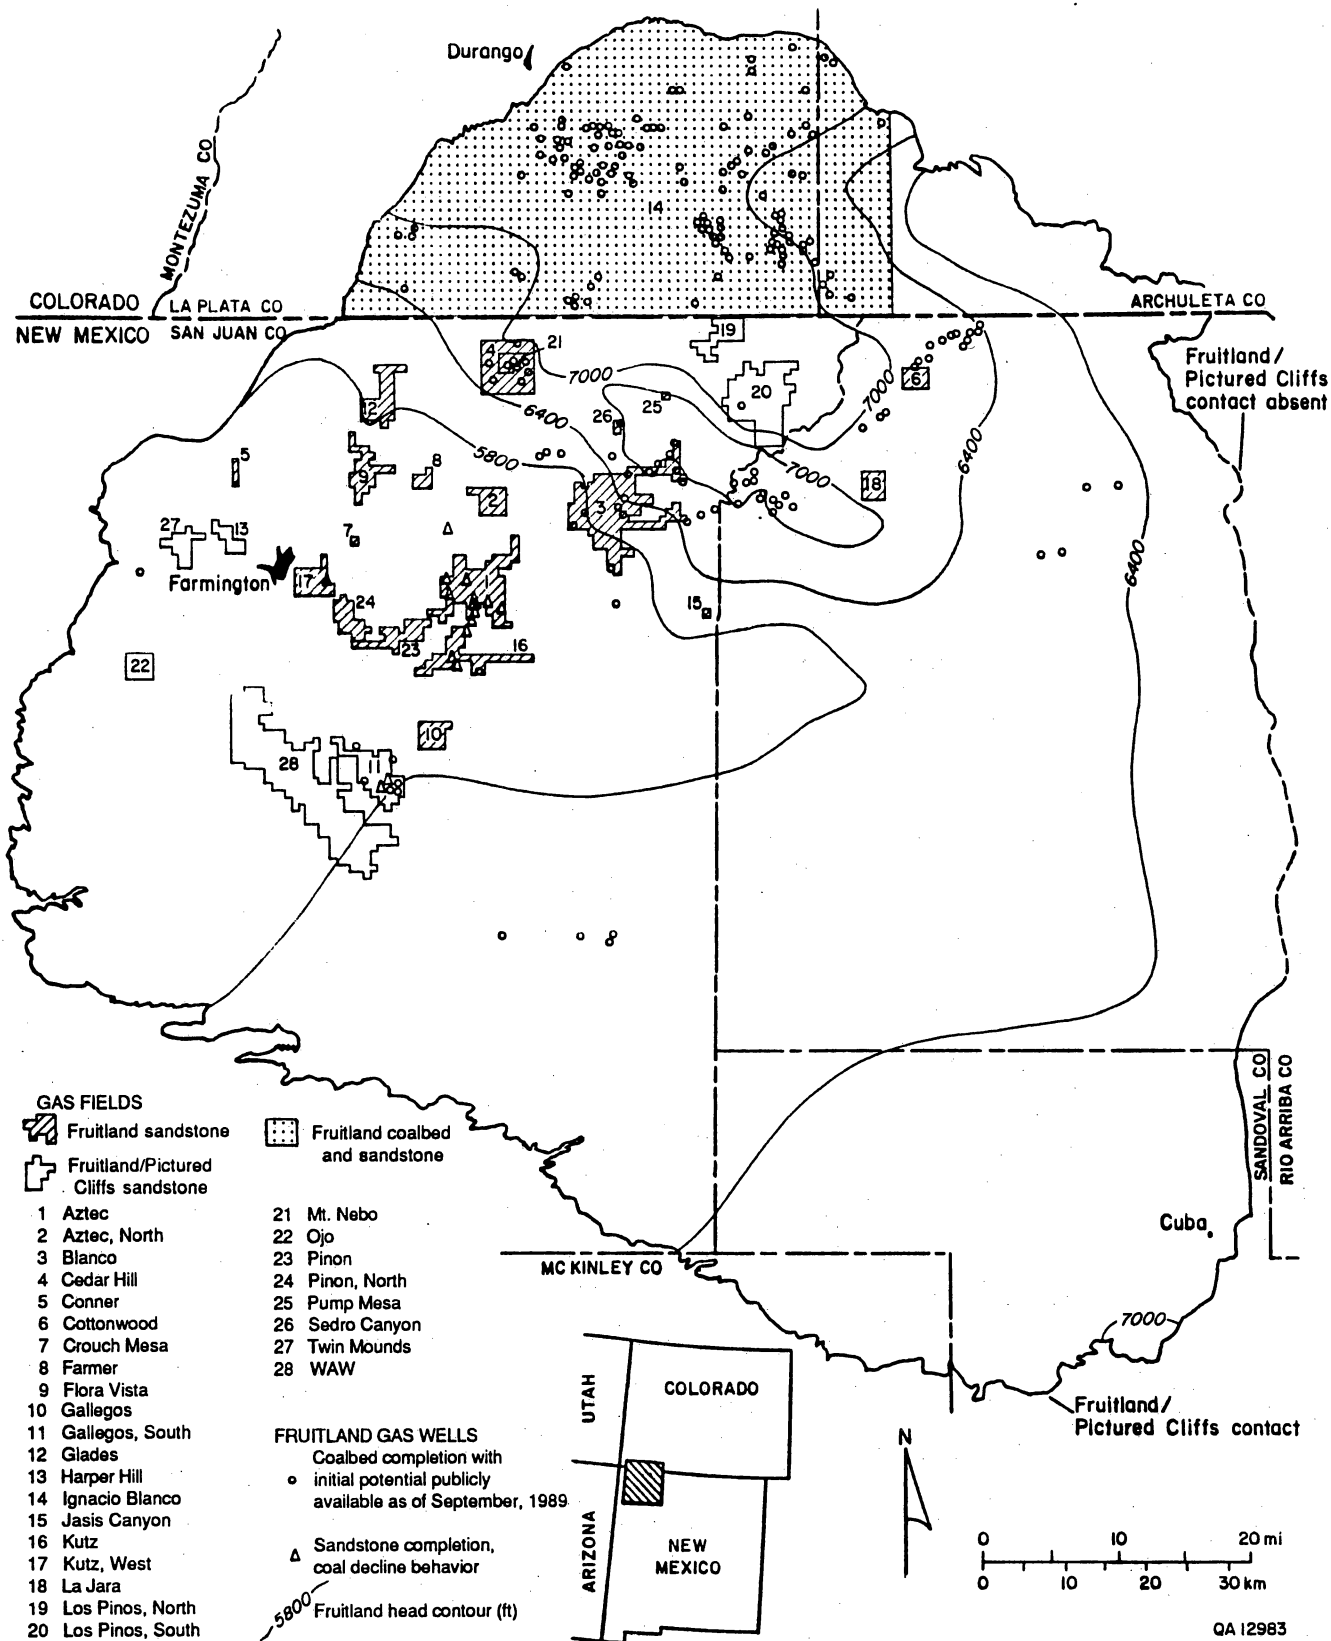 Durango
MONTEZUMA CO
14
COLORADO
LA PLATA CO
ARCHULETA CO
NEW MEXICO
SAN JUAN CO
19
Fruitland/
Pictured Cliffs
contact absent
4
21
7000
20
6
7000
12
6400
25
26
5800
6400
5
9
8
7000
18
2
3
27
13
7
6400
Farmington
17
1
24
15
23
16
22
10
28
11
GAS FIELDS
Fruitland sandstone
Fruitland coalbed
and sandstone
Fruitland/Pictured
Cliffs sandstone
1 Aztec
2 Aztec, North
3 Blanco
4 Cedar Hill
5 Conner
6 Cottonwood
7 Crouch Mesa
8 Farmer
9 Flora Vista
10 Gallegos
11 Gallegos, South
12 Glades
13 Harper Hill
14 Ignacio Blanco
15 Jasis Canyon
16 Kutz
17 Kutz, West
18 La Jara
19 Los Pinos, North
20 Los Pinos, South
21 Mt. Nebo
22 Ojo
23 Pinon
24 Pinon, North
25 Pump Mesa
26 Sedro Canyon
27 Twin Mounds
28 WAW
FRUITLAND GAS WELLS
Coalbed completion with
initial potential publicly
available as of September, 1989
Sandstone completion,
coal decline behavior
5800
Fruitland head contour (ft)
SANDOVAL CO
RIO ARRIBA CO
Cuba
MC KINLEY CO
7000
Fruitland/
Pictured Cliffs contact
UTAH
COLORADO
ARIZONA
NEW
MEXICO
N
0 10 20 mi
0 10 20 30 km
QA 12983